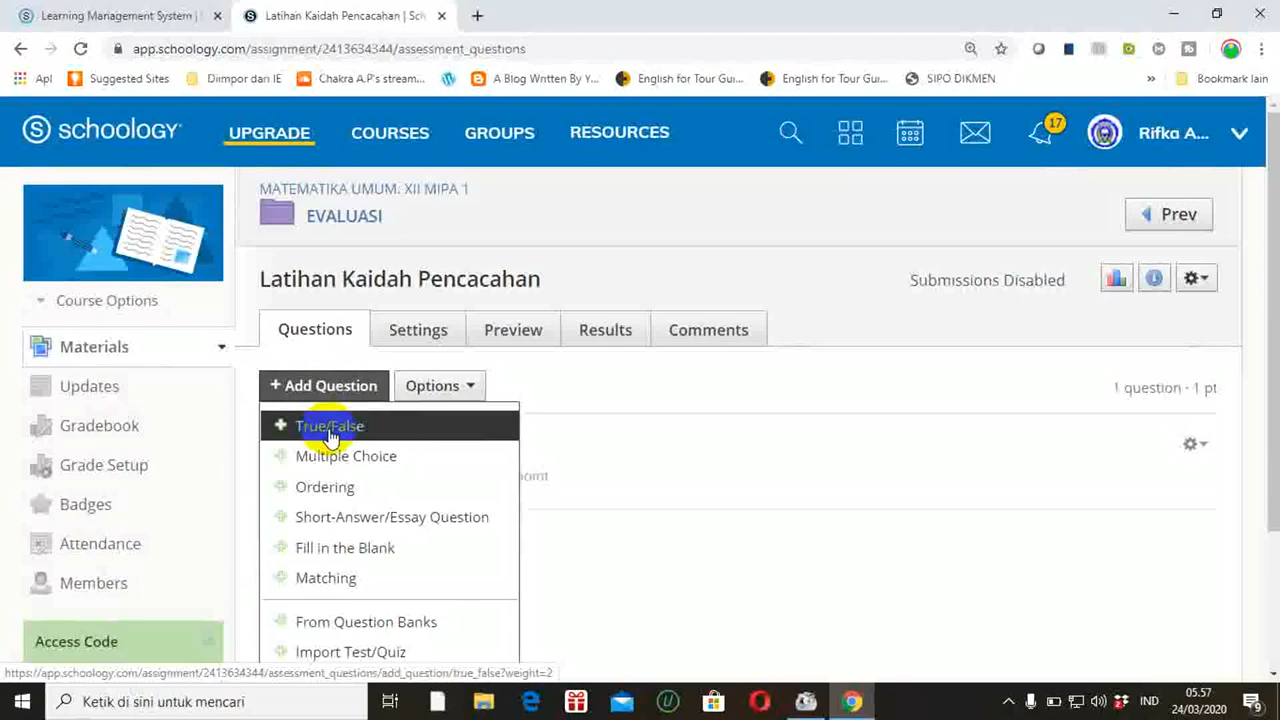 Learning Management System |
Latihan Kaidah Pencacahan | Sch
app.schoology.com/assignment/2413634344/assessment_questions
Apl
Suggested Sites
Diimpor dari IE
Chakra A.P's stream...
A Blog Written By Y...
English for Tour Gui...
English for Tour Gui...
SIPO DIKMEN
»
Bookmark lain
S schoology
UPGRADE
COURSES
GROUPS
RESOURCES
17
Rifka A...
MATEMATIKA UMUM. XII MIPA 1
EVALUASI
Prev
Course Options
Latihan Kaidah Pencacahan
Submissions Disabled
Materials
Updates
Gradebook
Grade Setup
Badges
Attendance
Members
Access Code
Questions
Settings
Preview
Results
Comments
+ Add Question
Options
1 question · 1 pt
True/False
Multiple Choice
Ordering
Short-Answer/Essay Question
Fill in the Blank
Matching
From Question Banks
Import Test/Quiz
https://app.schoology.com/assignment/2413634344/assessment_questions/add_question/true_false?weight=2
Ketik di sini untuk mencari
IND
05.57
24/03/2020
9